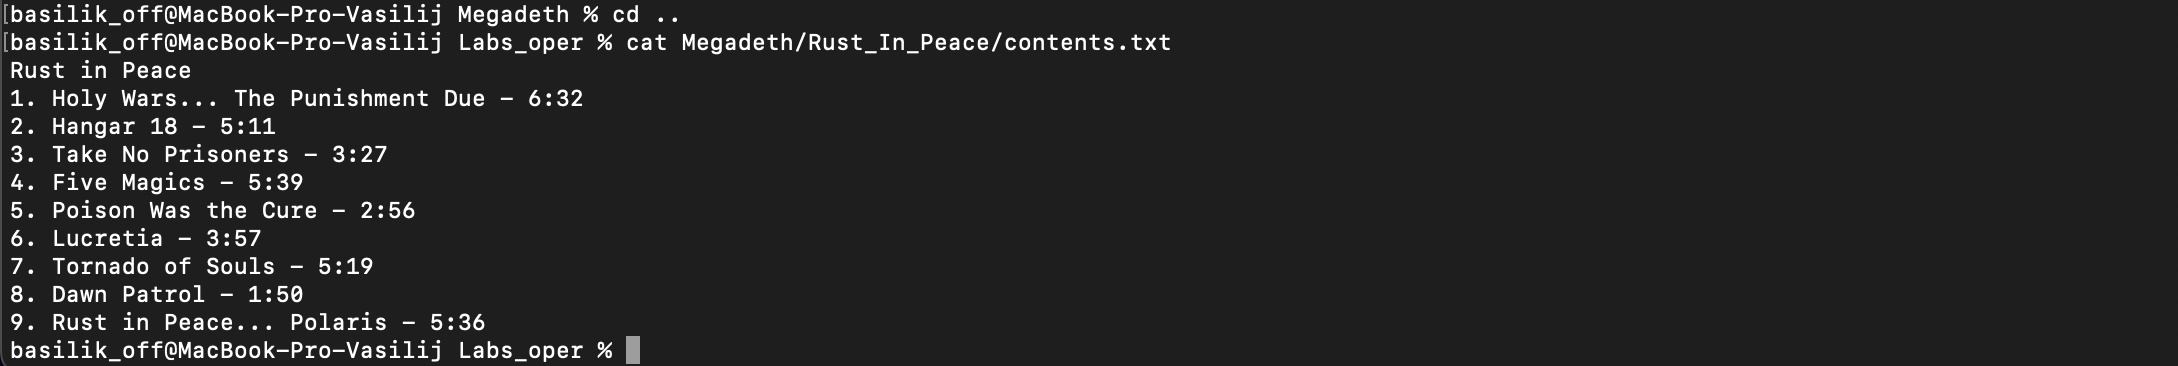 [basilik_off@MacBook-Pro-Vasilij Megadeth % cd ..
[basilik_off@MacBook-Pro-Vasilij Labs_oper % cat Megadeth/Rust_In_Peace/contents.txt
Rust in Peace
1. Holy Wars... The Punishment Due - 6:32
2. Hangar 18 - 5:11
3. Take No Prisoners - 3:27
4. Five Magics - 5:39
5. Poison Was the Cure - 2:56
6. Lucretia - 3:57
7. Tornado of Souls - 5:19
8. Dawn Patrol - 1:50
9. Rust in Peace... Polaris - 5:36
basilik_off@MacBook-Pro-Vasilij Labs_oper %